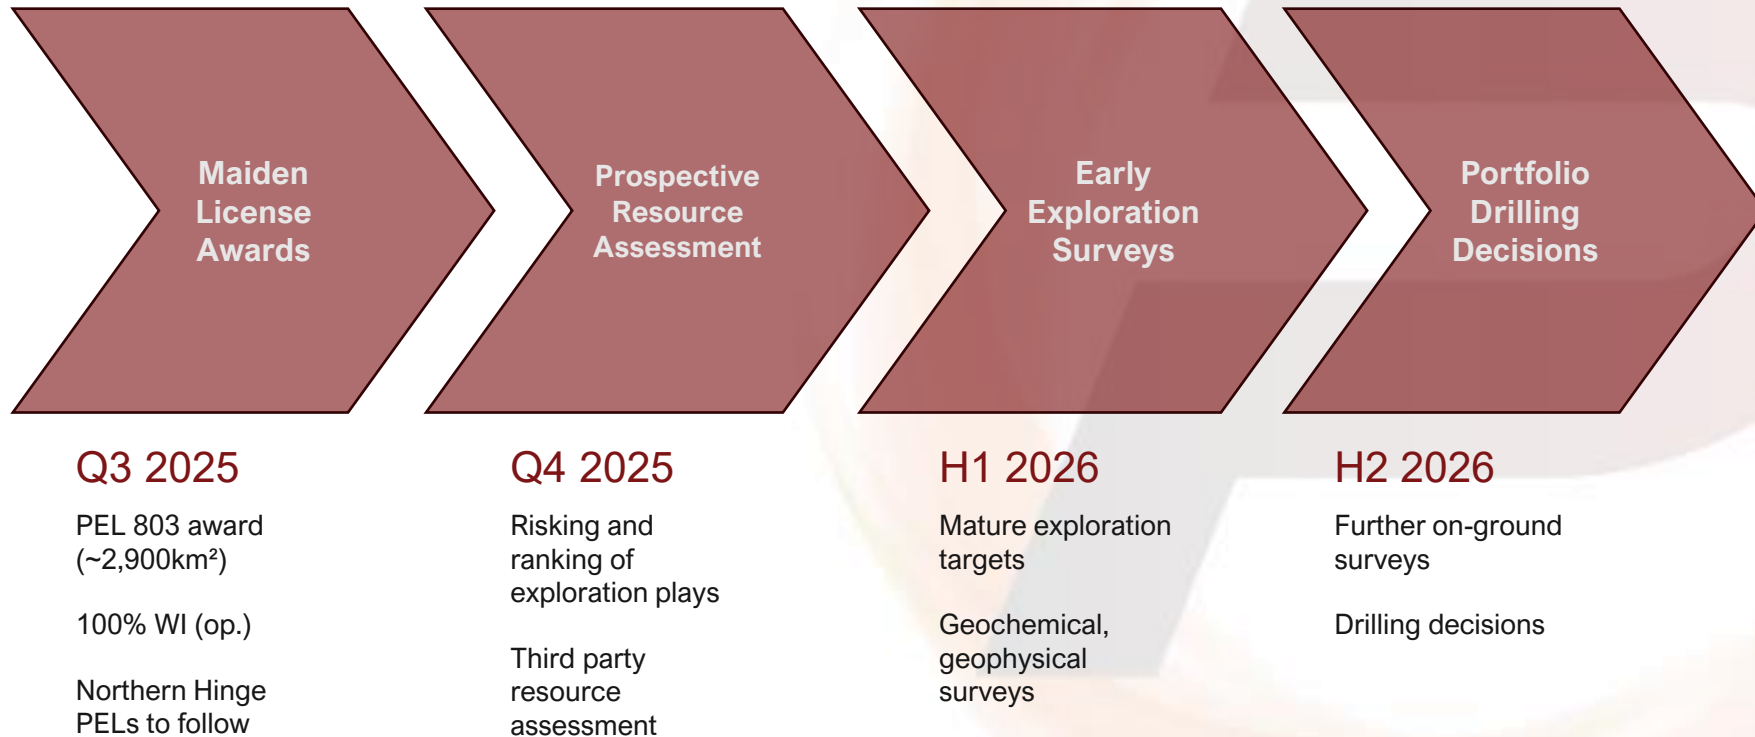 Maiden
License
Awards
Prospective
Resource
Assessment
Early
Exploration
Surveys
Portfolio
Drilling
Decisions
Q3 2025
PEL 803 award
(~2,900km²)
100% WI (op.)
Northern Hinge
PELs to follow
Q4 2025
Risking and
ranking of
exploration plays
Third party
resource
assessment
H1 2026
Mature exploration
targets
Geochemical,
geophysical
surveys
H2 2026
Further on-ground
surveys
Drilling decisions